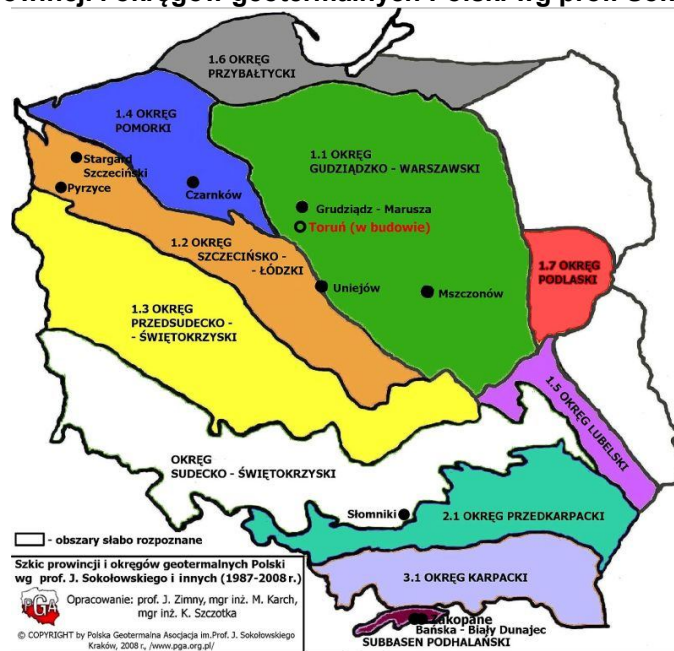 1.6 OKRĘG
PRZYBAŁTYCKI
1.4 OKRĘG
POMORKI
1.1 OKRĘG
GUDZIĄDZKO - WARSZAWSKI
Stargard
Szczeciński
Pyrzyce
Czarnków
Grudziądz - Marusza
Toruń (w budowie)
1.2 OKRĘG
SZCZECIŃSKO -
- ŁÓDZKI
1.7 OKRĘG
PODLASKI
Uniejów
Mszczonów
1.3 OKRĘG
PRZEDSUDECKO -
- ŚWIĘTOKRZYSKI
1.5 OKRĘG LUBELSKI
OKRĘG
SUDECKO - ŚWIĘTOKRZYSKI
Słomniki
2.1 OKRĘG PRZEDKARPACKI
- obszary słabo rozpoznane
3.1 OKRĘG KARPACKI
Szkic prowincji i okręgów geotermalnych Polski
wg prof. J. Sokołowskiego i innych (1987-2008 r.)
PGA
Opracowanie: prof. J. Zimny, mgr inż. M. Karch,
mgr inż. K. Szczotka
Zakopane
Bańska - Biały Dunajec
SUBBASEN PODHALAŃSKI
© COPYRIGHT by Polska Geotermalna Asocjacja im.Prof. J. Sokołowskiego
Kraków, 2008 r., /www.pga.org.pl/